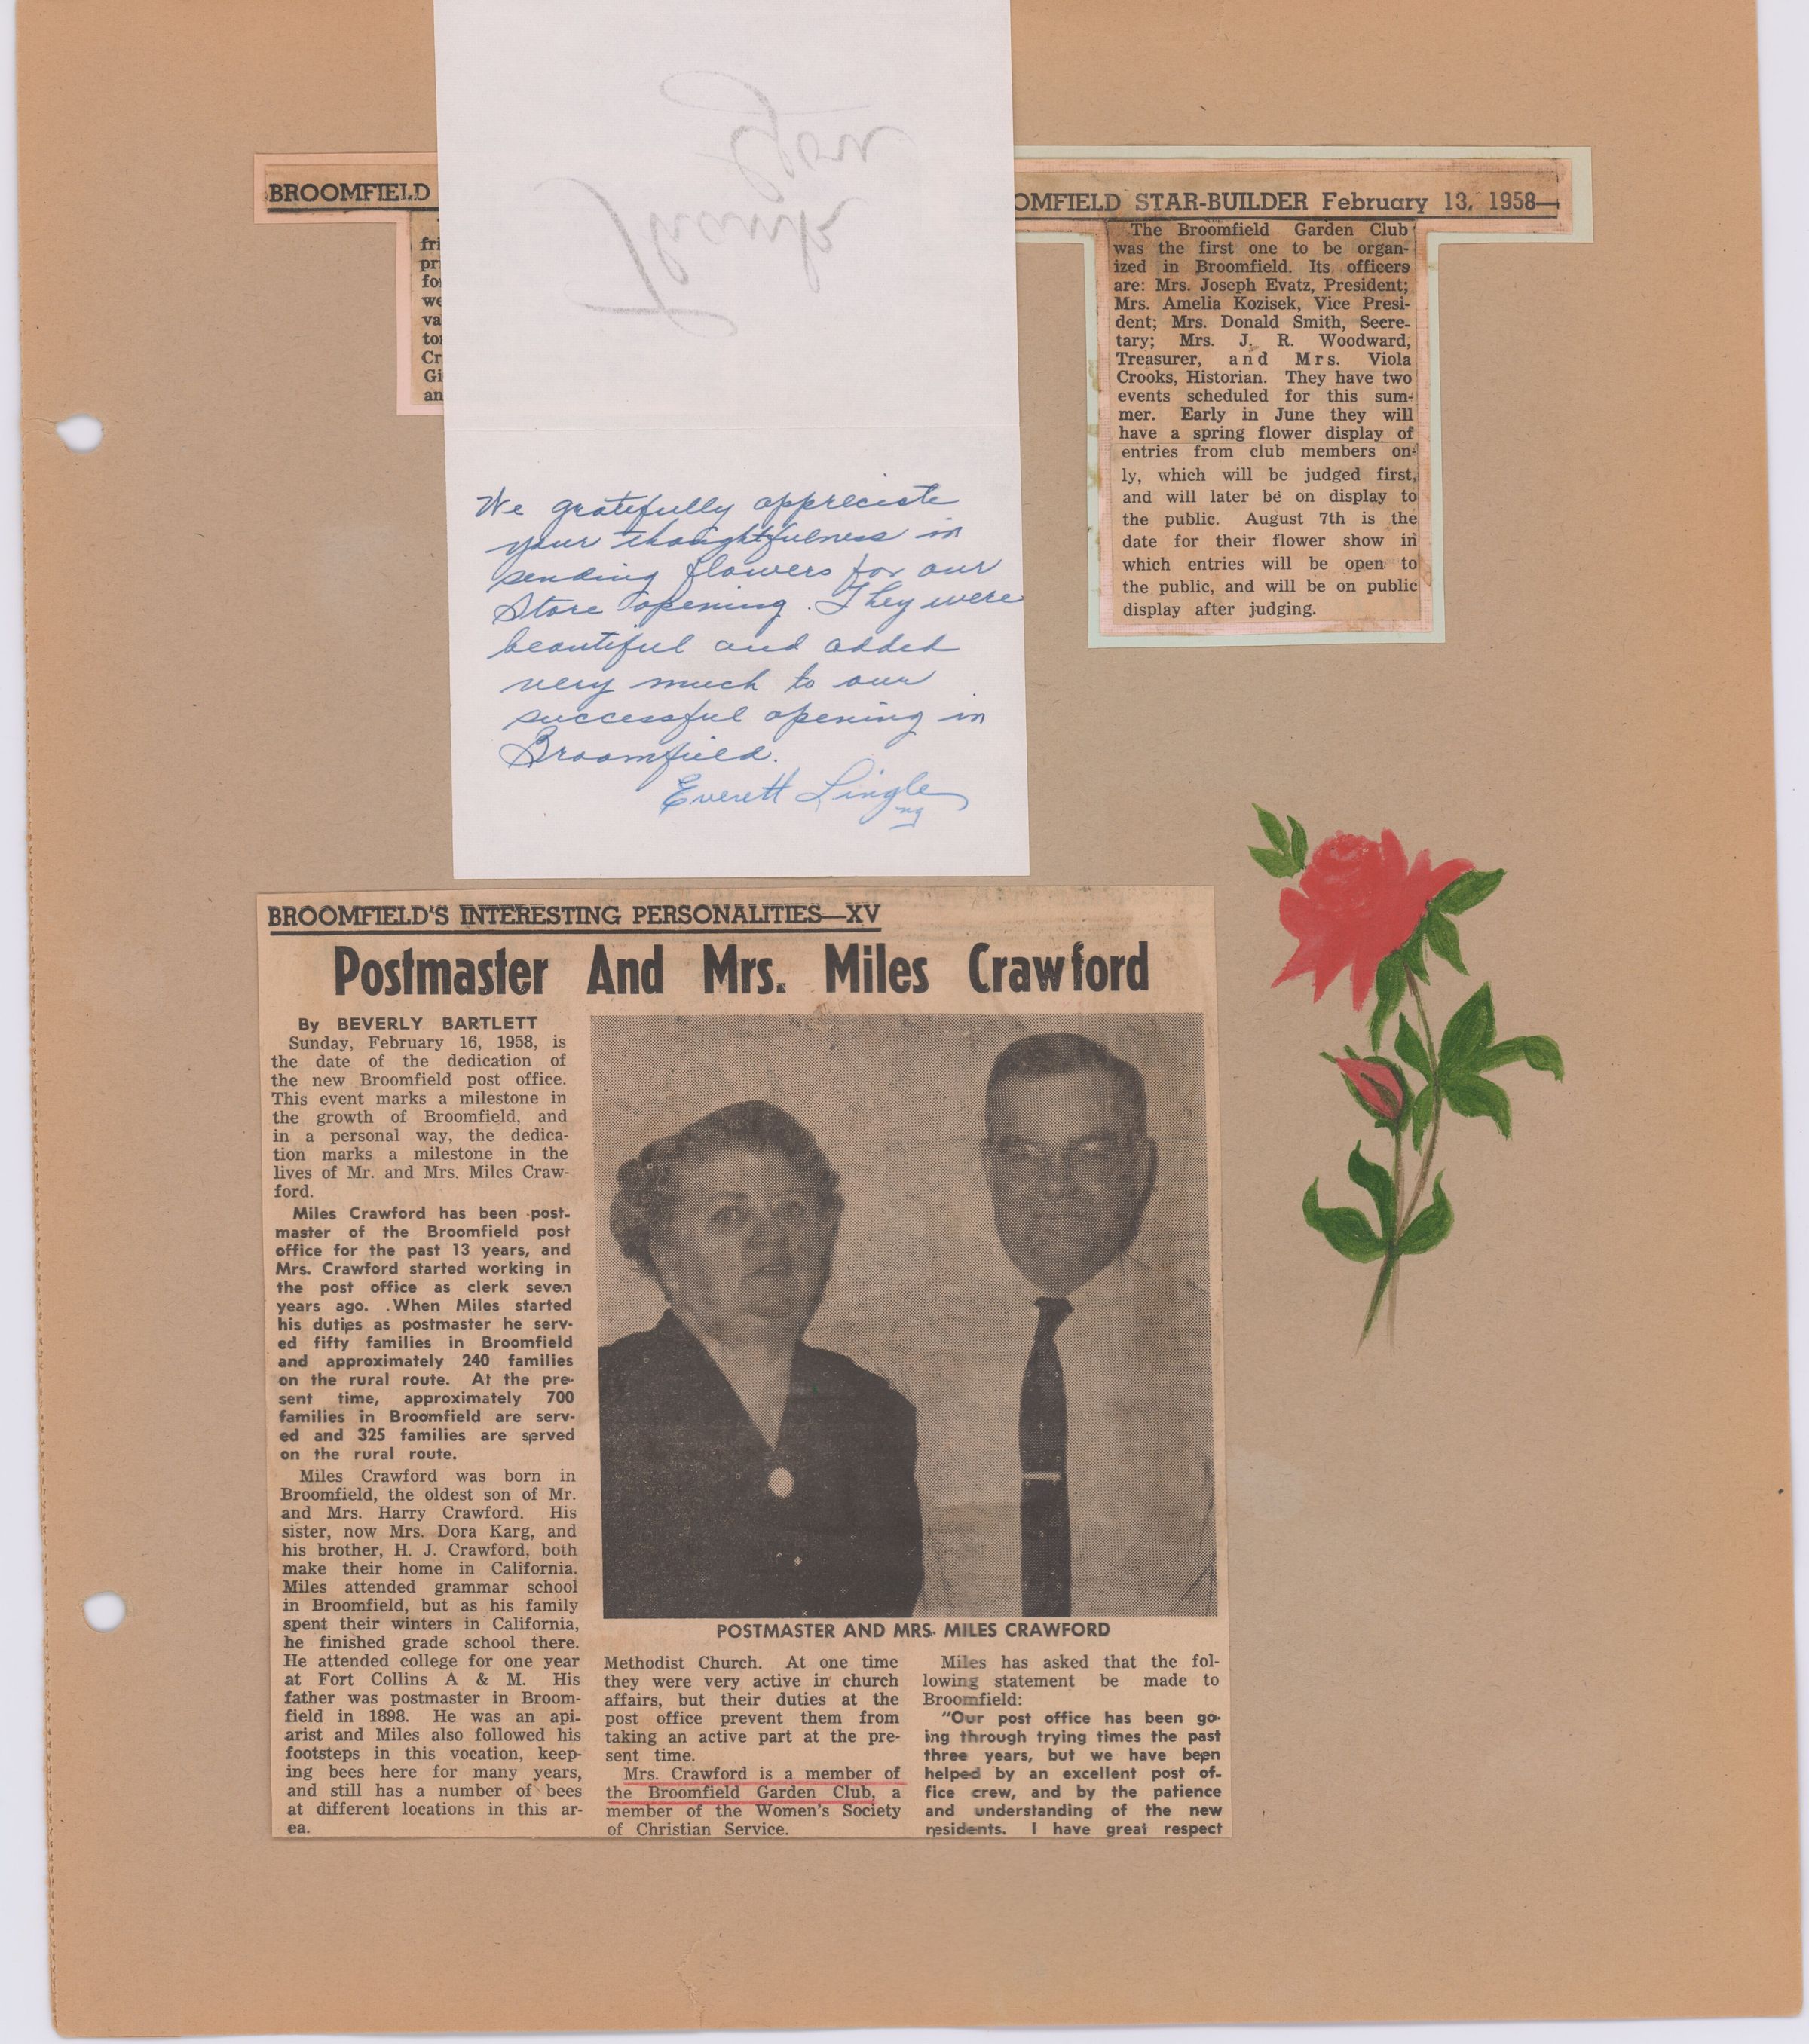 Thank
you
BROOMFIELD
fri
pr
fo
we
va
to
Cr
Gi
an
We gratefully appreciate
your thoughtfulness in
sending flowers for our
Store opening. They were
beautiful and added
very much to our
successful opening in
Broomfield.
Everett Lingle
OMFIELD STAR-BUILDER February 13, 1958—
The Broomfield Garden Club
was the first one to be organ-
ized in Broomfield. Its officers
are: Mrs. Joseph Evatz, President;
Mrs. Amelia Kozisek, Vice Presi-
dent; Mrs. Donald Smith, Secre-
tary; Mrs. J. R. Woodward,
Treasurer, and Mrs. Viola
Crooks, Historian. They have two
events scheduled for this sum-
mer. Early in June they will
have a spring flower display of
entries from club members on-
ly, which will be judged first,
and will later be on display to
the public. August 7th is the
date for their flower show in
which entries will be open to
the public, and will be on public
display after judging.
BROOMFIELD'S INTERESTING PERSONALITIES—XV
Postmaster And Mrs. Miles Crawford
By BEVERLY BARTLETT
Sunday, February 16, 1958, is
the date of the dedication of
the new Broomfield post office.
This event marks a milestone in
the growth of Broomfield, and
in a personal way, the dedica-
tion marks a milestone in the
lives of Mr. and Mrs. Miles Craw-
ford.
Miles Crawford has been post-
master of the Broomfield post
office for the past 13 years, and
Mrs. Crawford started working in
the post office as clerk seven
years ago. .When Miles started
his duties as postmaster he serv-
ed fifty families in Broomfield
and approximately 240 families
on the rural route. At the pre-
sent time, approximately 700
families in Broomfield are serv-
ed and 325 families are served
on the rural route.
Miles Crawford was born in
Broomfield, the oldest son of Mr.
and Mrs. Harry Crawford. His
sister, now Mrs. Dora Karg, and
his brother, H. J. Crawford, both
make their home in California.
Miles attended grammar school
in Broomfield, but as his family
spent their winters in California,
he finished grade school there.
He attended college for one year
at Fort Collins A & M. His
father was postmaster in Broom-
field in 1898. He was an api-
arist and Miles also followed his
footsteps in this vocation, keep-
ing bees here for many years,
and still has a number of bees
at different locations in this ar-
ea.
POSTMASTER AND MRS. MILES CRAWFORD
Methodist Church. At one time
they were very active in church
affairs, but their duties at the
post office prevent them from
taking an active part at the pre-
sent time.
Mrs. Crawford is a member of
the Broomfield Garden Club, a
member of the Women's Society
of Christian Service.
Miles has asked that the fol-
lowing statement be made to
Broomfield:
"Our post office has been go-
ing through trying times the past
three years, but we have been
helped by an excellent post of-
fice crew, and by the patience
and understanding of the new
residents. I have great respect